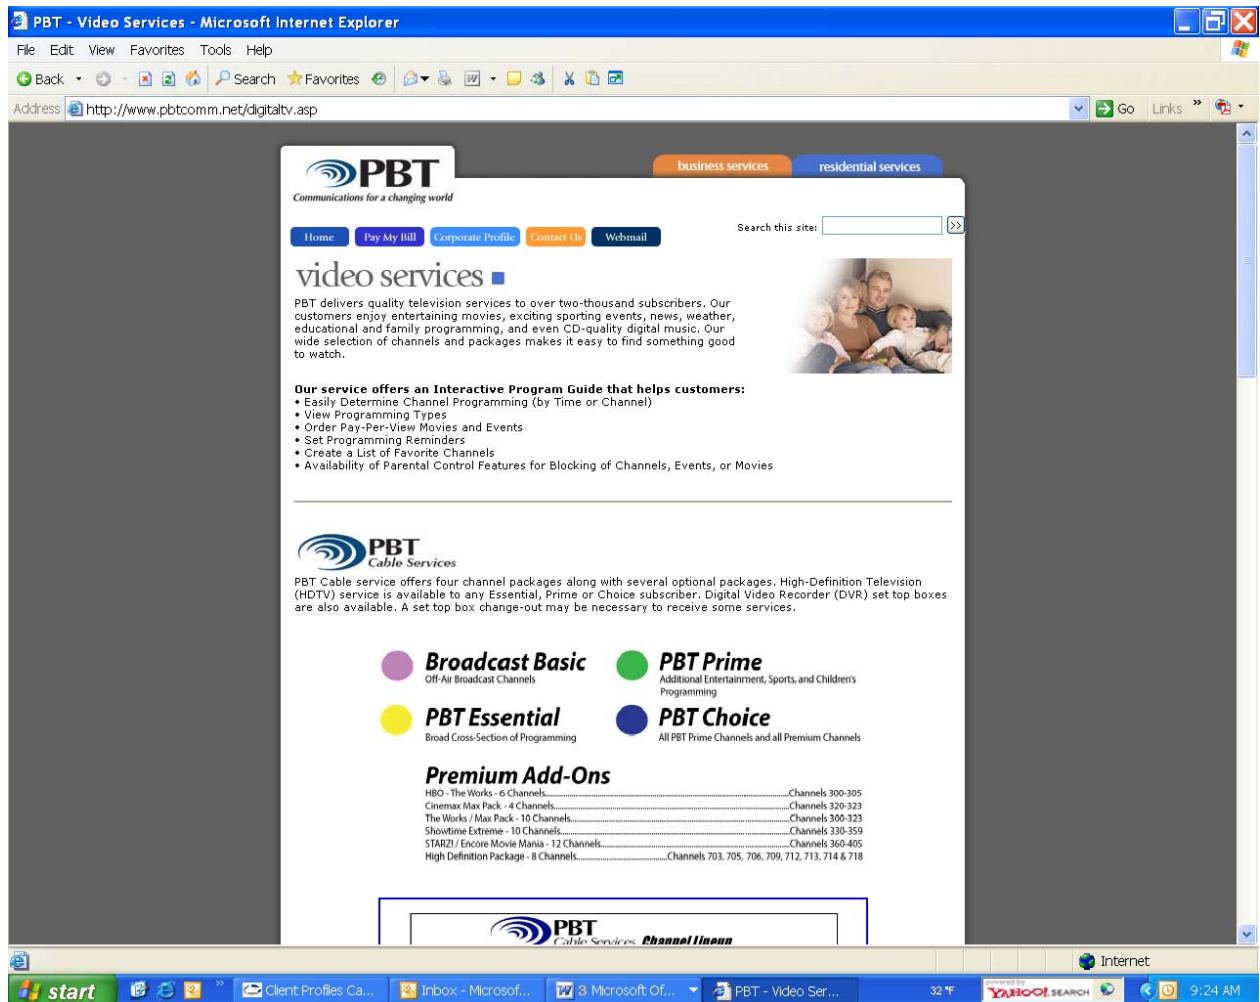 PBT - Video Services - Microsoft Internet Explorer
File Edit View Favorites Tools Help
Back Search Favorites
Address http://www.pbtcomm.net/digitaltv.asp Go Links »
PBT
Communications for a changing world
business services residential services
Search this site: >>
Home Pay My Bill Corporate Profile Contact Us Webmail
video services
PBT delivers quality television services to over two-thousand subscribers. Our
customers enjoy entertaining movies, exciting sporting events, news, weather,
educational and family programming, and even CD-quality digital music. Our
wide selection of channels and packages makes it easy to find something good
to watch.
Our service offers an Interactive Program Guide that helps customers:
• Easily Determine Channel Programming (by Time or Channel)
• View Programming Types
• Order Pay-Per-View Movies and Events
• Set Programming Reminders
• Create a List of Favorite Channels
• Availability of Parental Control Features for Blocking of Channels, Events, or Movies
PBT
Cable Services
PBT Cable service offers four channel packages along with several optional packages. High-Definition Television
(HDTV) service is available to any Essential, Prime or Choice subscriber. Digital Video Recorder (DVR) set top boxes
are also available. A set top box change-out may be necessary to receive some services.
Broadcast Basic
Off-Air Broadcast Channels
PBT Prime
Additional Entertainment, Sports, and Children's
Programming
PBT Essential
Broad Cross-Section of Programming
PBT Choice
All PBT Prime Channels and all Premium Channels
Premium Add-Ons
HBO - The Works - 6 Channels...Channels 300-305
Cinemax Max Pack - 4 Channels...Channels 320-323
The Works / Max Pack - 10 Channels...Channels 300-323
Showtime Extreme - 10 Channels...Channels 330-359
STARZ! / Encore Movie Mania - 12 Channels...Channels 360-405
High Definition Package - 8 Channels...Channels 703, 705, 706, 709, 712, 713, 714 & 718
PBT
Cable Services Channel Lineup
Internet
start » Client Profiles Ca... Inbox - Microsof... 3 Microsoft Of... PBT - Video Ser... 32 °F powered by YAHOO! SEARCH 9:24 AM